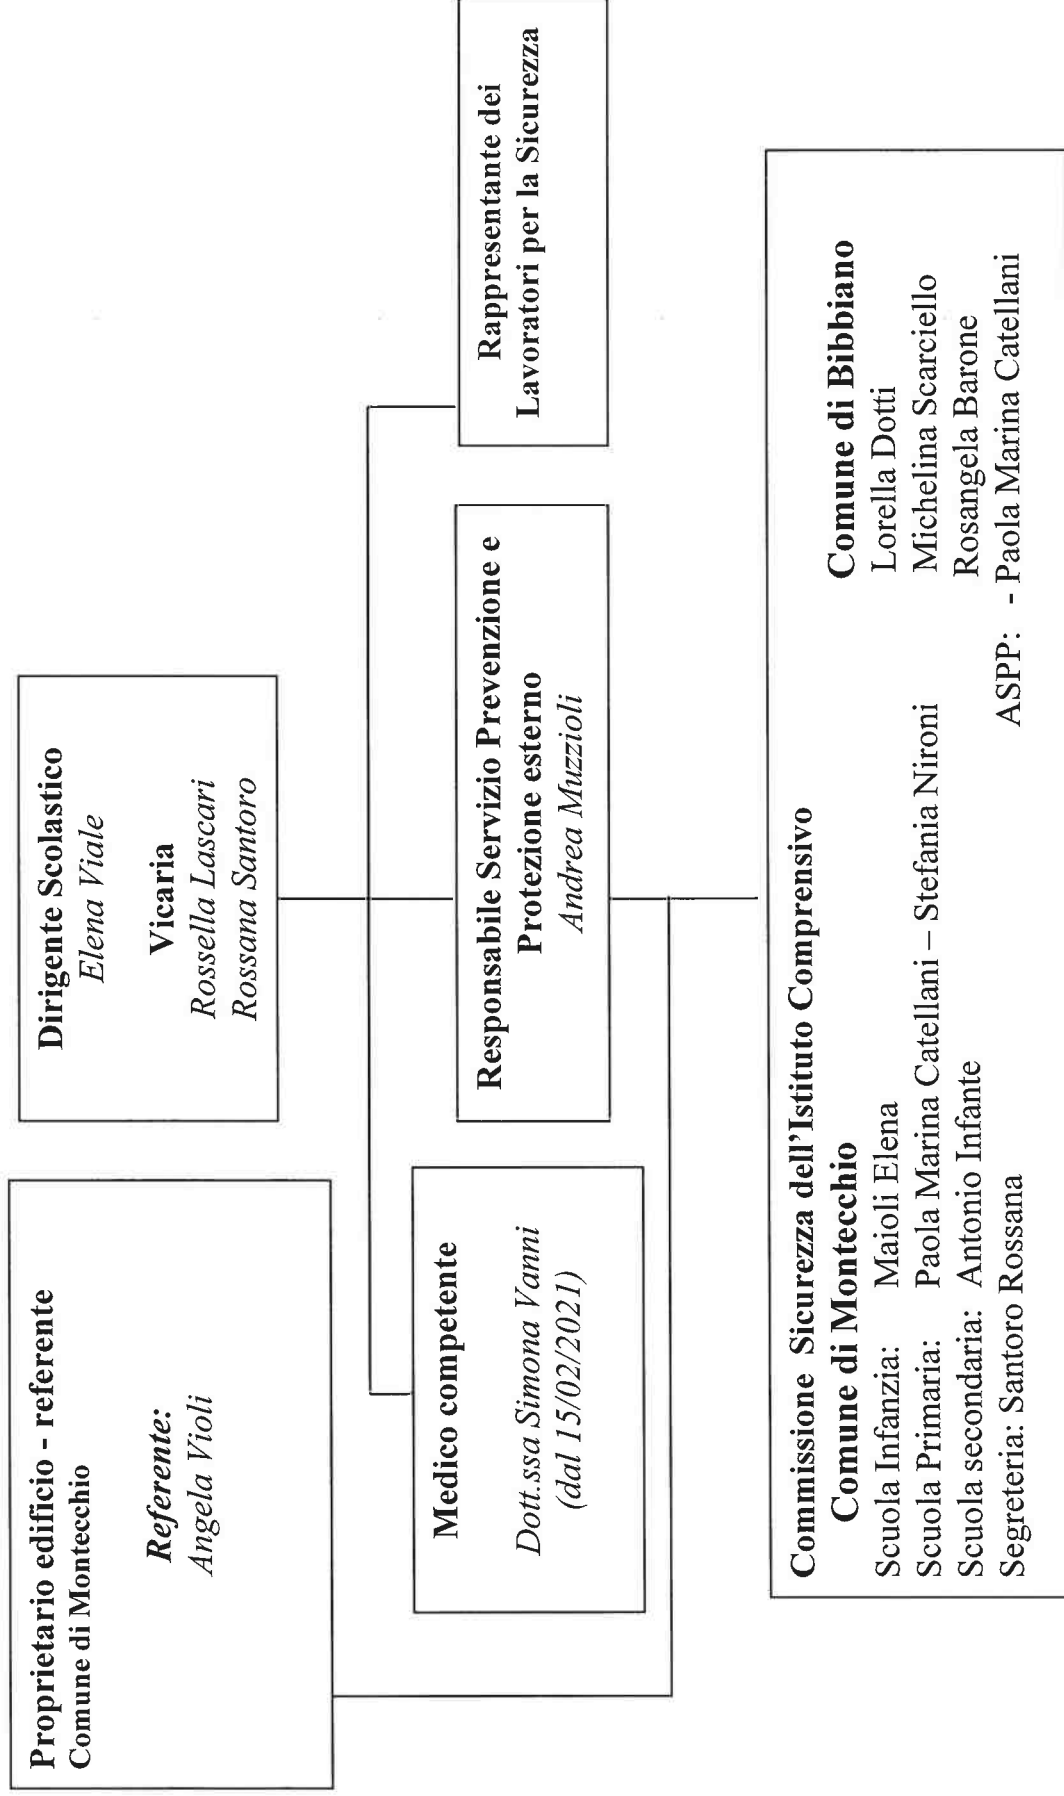 Proprietario edificio - referente
Comune di Montecchio
Referente:
Angela Violi
Dirigente Scolastico
Elena Viale
Vicaria
Rossella Lascari
Rossana Santoro
Medico competente
Dott.ssa Simona Vanni
(dal 15/02/2021)
Responsabile Servizio Prevenzione e
Protezione esterno
Andrea Muzzioli
Rappresentante dei
Lavoratori per la Sicurezza
Commissione Sicurezza dell'Istituto Comprensivo
Comune di Montecchio Comune di Bibbiano
Scuola Infanzia: Maioli Elena Lorella Dotti
Scuola Primaria: Paola Marina Catellani – Stefania Nironi Michelina Scarciello
Scuola secondaria: Antonio Infante Rosangela Barone
Segreteria: Santoro Rossana ASPP: - Paola Marina Catellani